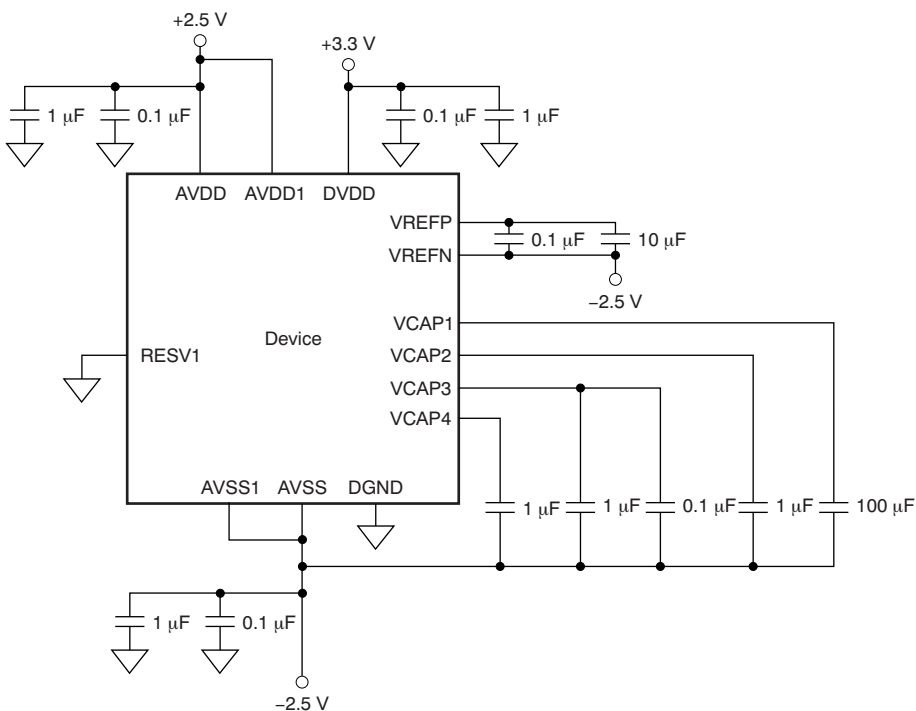 +2.5 V
+3.3 V
1 μF
0.1 μF
0.1 μF
1 μF
AVDD
AVDD1
DVDD
VREFP
0.1 μF
10 μF
VREFN
−2.5 V
VCAP1
Device
RESV1
VCAP2
VCAP3
VCAP4
AVSS1
AVSS
DGND
1 μF
1 μF
0.1 μF
1 μF
100 μF
1 μF
0.1 μF
−2.5 V